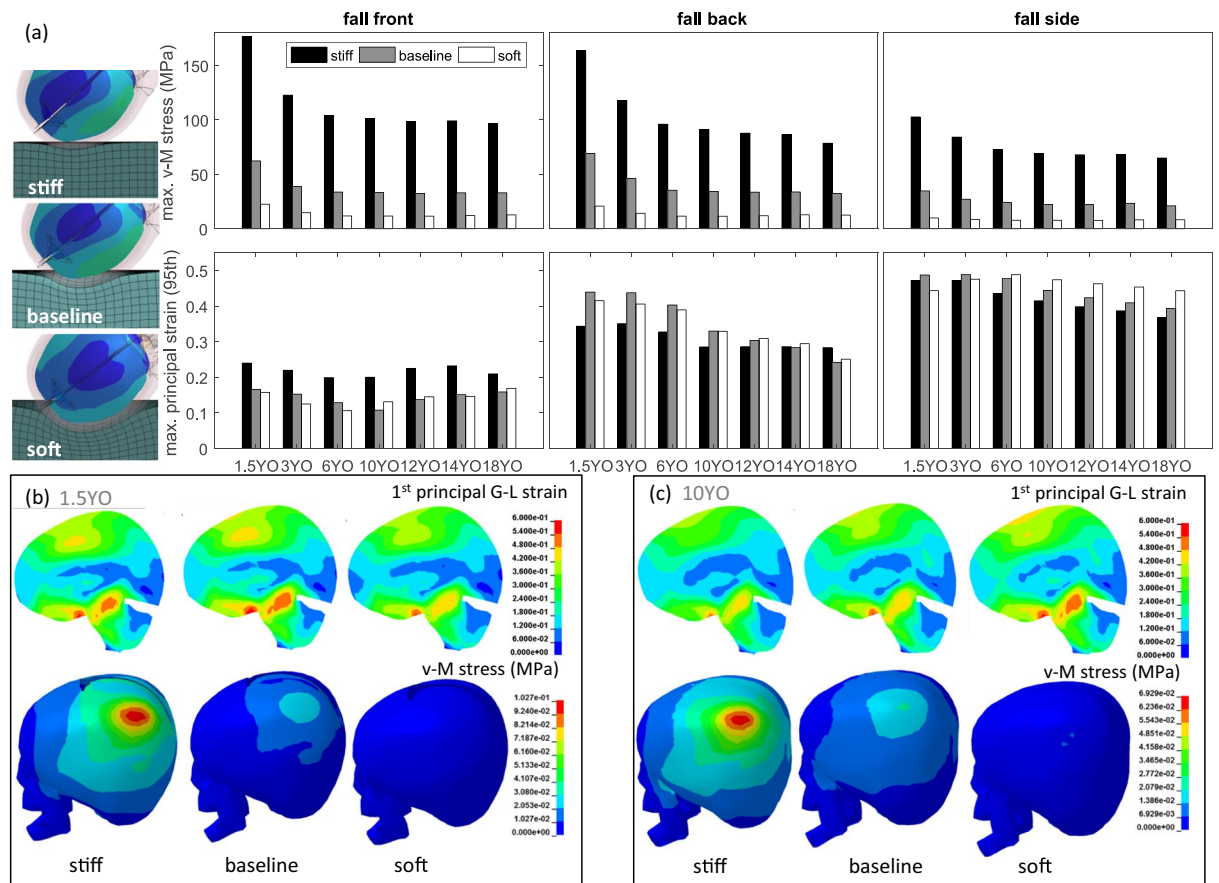 (a)
fall front
fall back
fall side
max. v-M stress (MPa)
150
100
50
0
stiff
baseline
soft
stiff
baseline
soft
max. principal strain (95th)
0.5
0.4
0.3
0.2
0.1
0
1.5YO 3YO 6YO 10YO 12YO 14YO 18YO
1.5YO 3YO 6YO 10YO 12YO 14YO 18YO
1.5YO 3YO 6YO 10YO 12YO 14YO 18YO
(b) 1.5YO
1st principal G-L strain
6.000e-01
5.400e-01
4.800e-01
4.200e-01
3.600e-01
3.000e-01
2.400e-01
1.800e-01
1.200e-01
6.000e-02
0.000e+00
v-M stress (MPa)
1.027e-01
9.240e-02
8.214e-02
7.187e-02
6.160e-02
5.133e-02
4.107e-02
3.080e-02
2.053e-02
1.027e-02
0.000e+00
stiff
baseline
soft
(c) 10YO
1st principal G-L strain
6.000e-01
5.400e-01
4.800e-01
4.200e-01
3.600e-01
3.000e-01
2.400e-01
1.800e-01
1.200e-01
6.000e-02
0.000e+00
v-M stress (MPa)
6.929e-02
6.236e-02
5.543e-02
4.850e-02
4.158e-02
3.465e-02
2.772e-02
2.079e-02
1.386e-02
6.929e-03
0.000e+00
stiff
baseline
soft